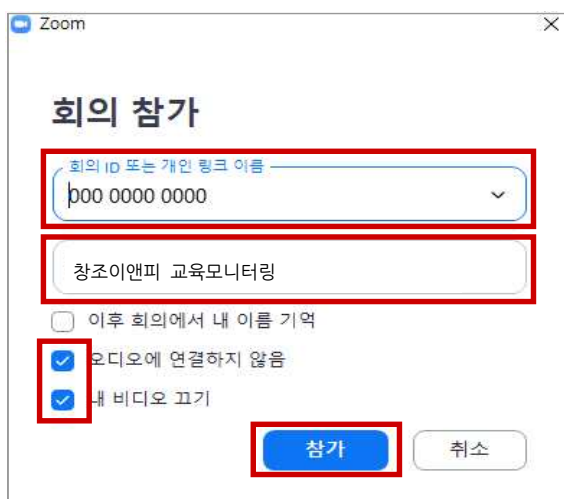 Zoom
회의 참가
회의 ID 또는 개인 링크 이름
000 0000 0000
창조이앤피 교육모니터링
이후 회의에서 내 이름 기억
오디오에 연결하지 않음
내 비디오 끄기
참가
취소